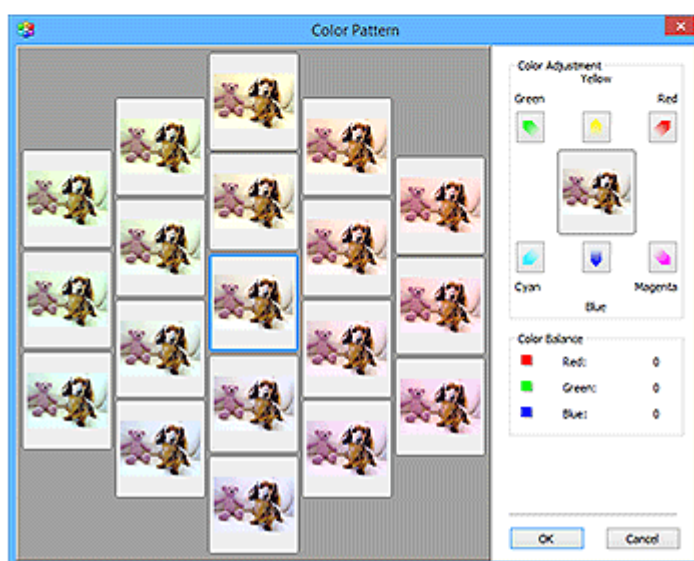 Color Pattern
Color Adjustment
Yellow
Green Red
Cyan Magenta
Blue
Color Balance
Red: 0
Green: 0
Blue: 0
OK Cancel